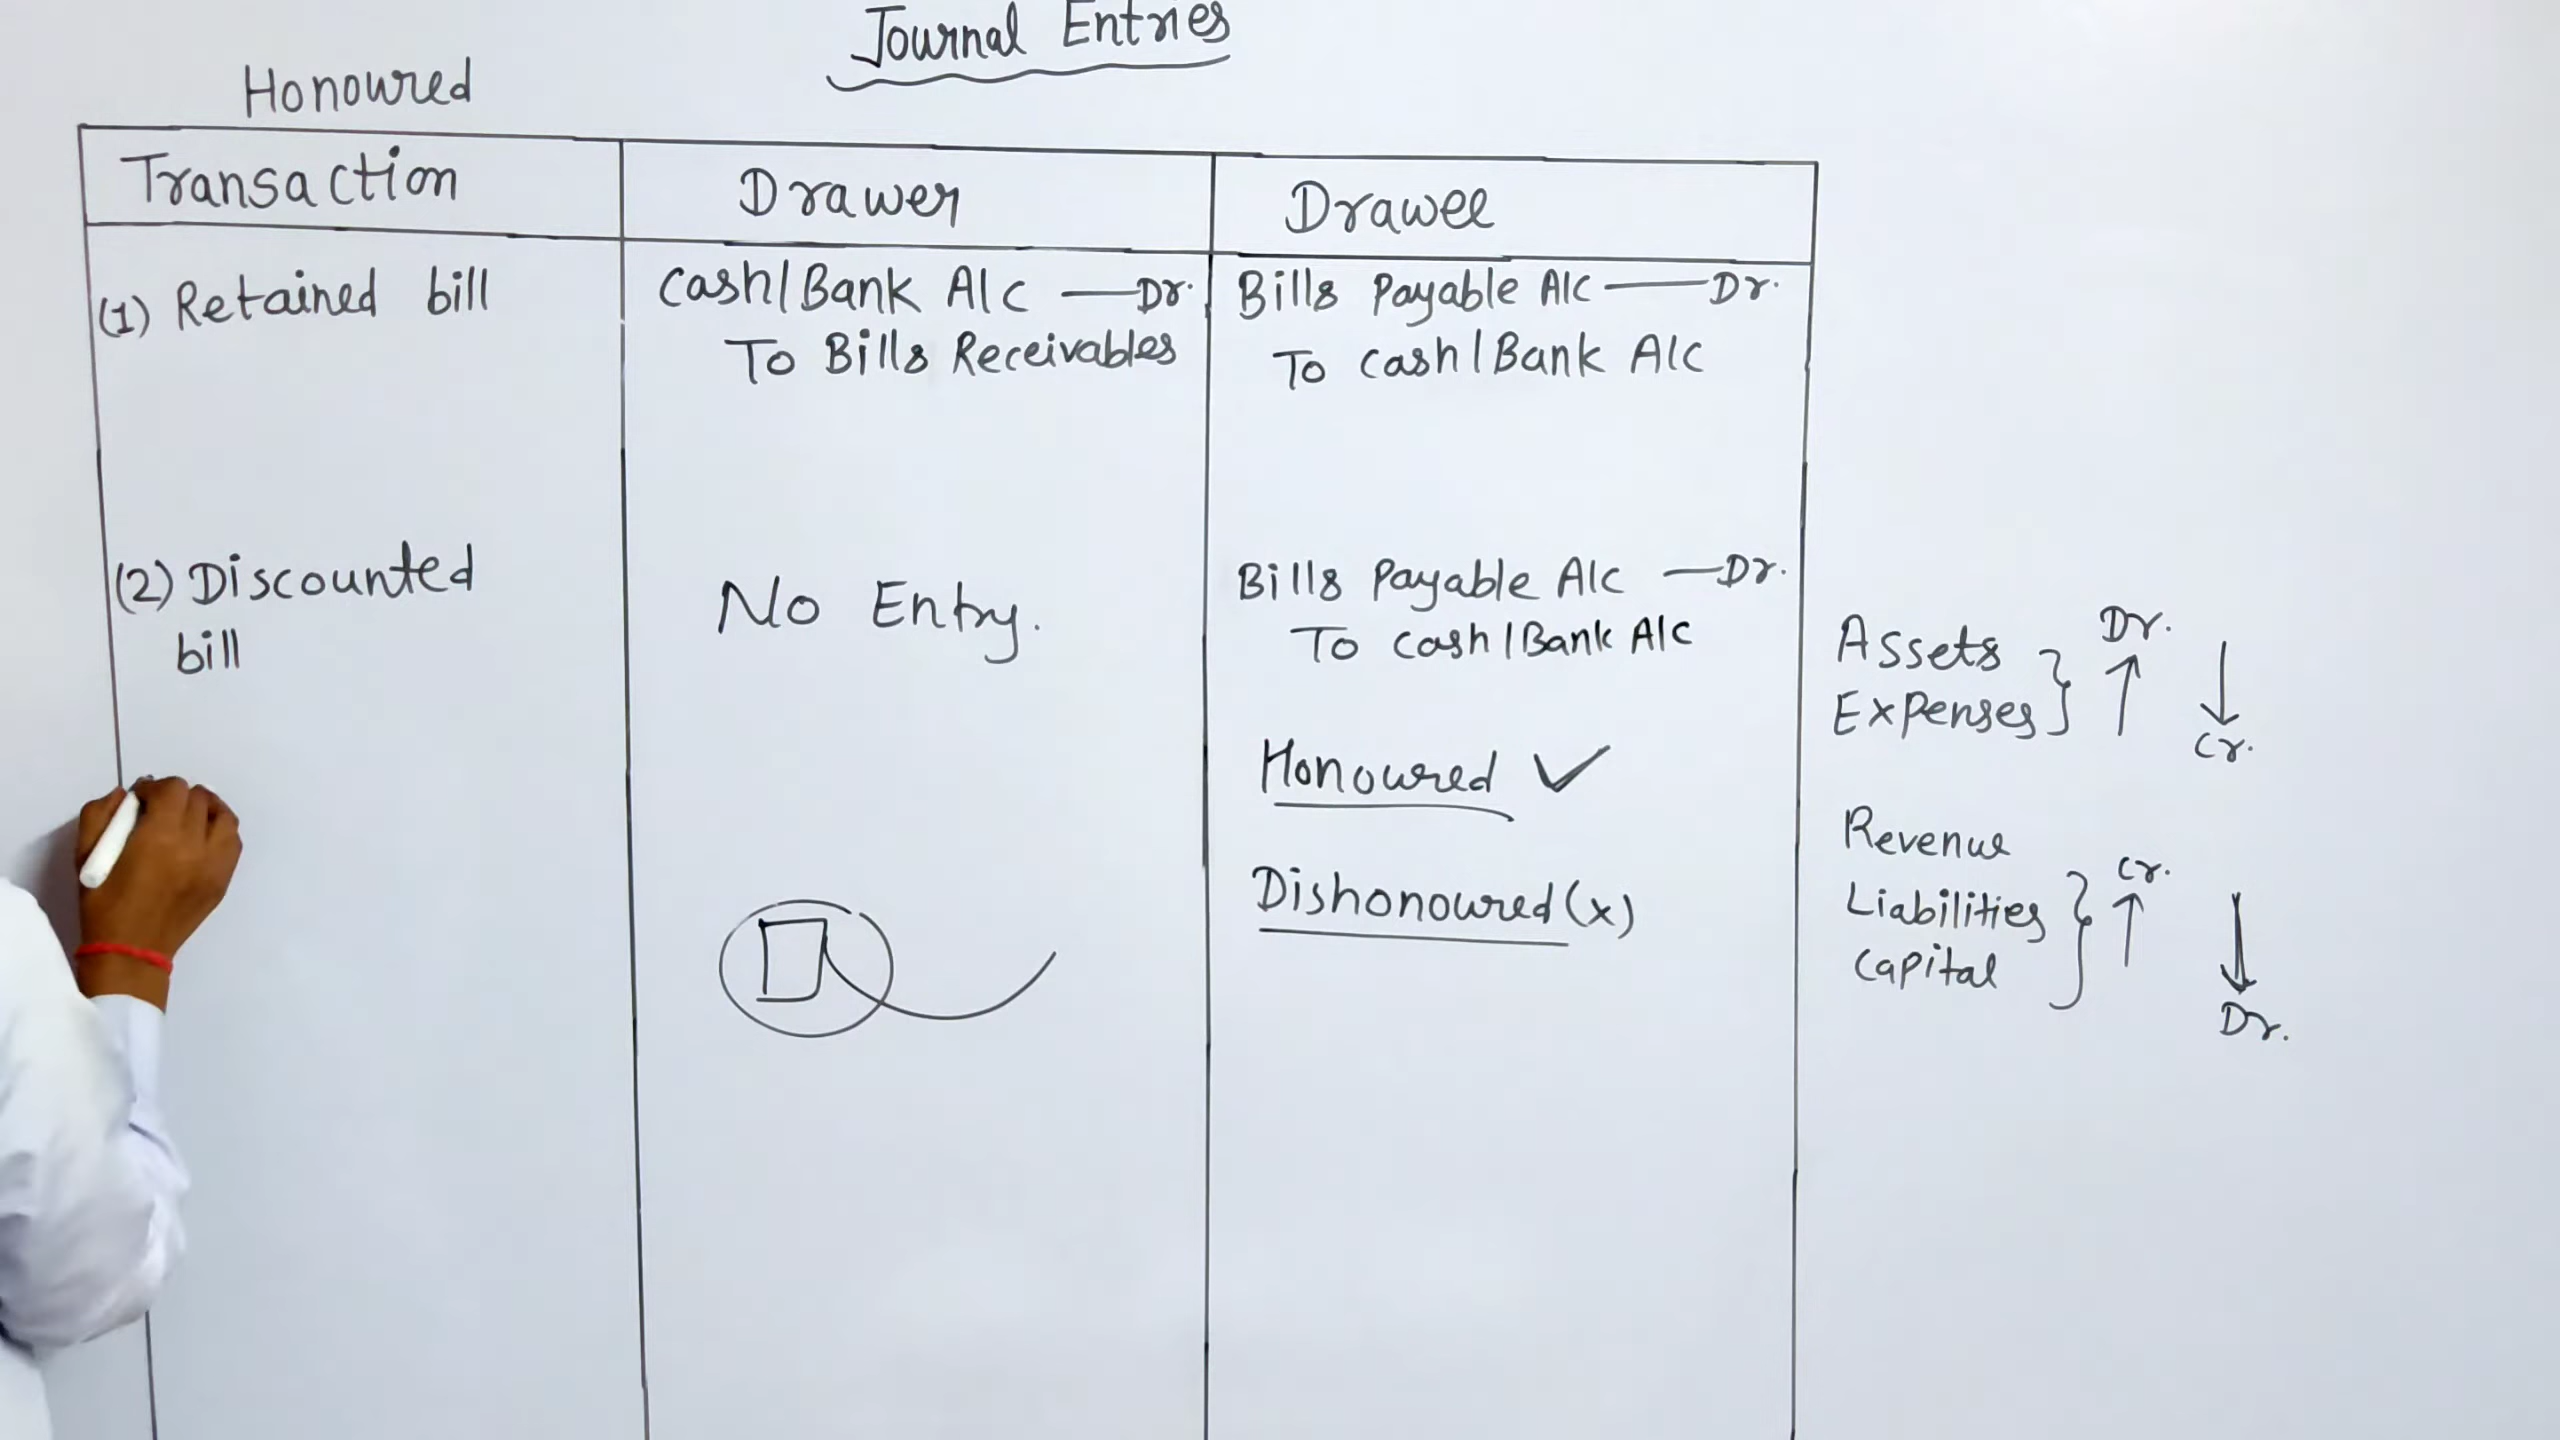 Journal Entries
Honoured
Transaction
Drawer
Drawee
(1) Retained bill
Cash/Bank A/c —Dr.
To Bills Receivables
Bills Payable A/c —Dr.
To cash/Bank A/c
(2) Discounted
bill
No Entry.
Bills Payable A/c —Dr.
To cash/Bank A/c
Honoured ✓
Dishonoured (x)
Assets
Expenses } Dr. ↑ ↓ Cr.
Revenue
Liabilities
Capital } Cr. ↑ ↓ Dr.